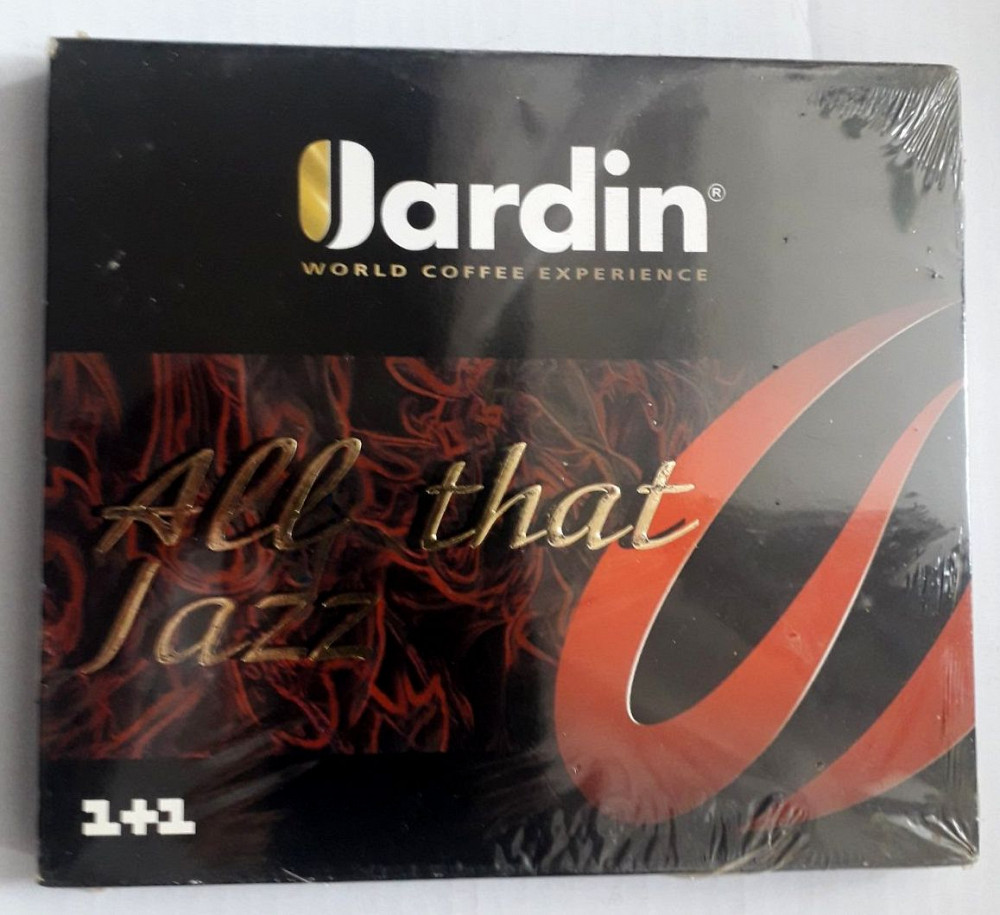 Jardin®
WORLD COFFEE EXPERIENCE
All that
Jazz
1+1